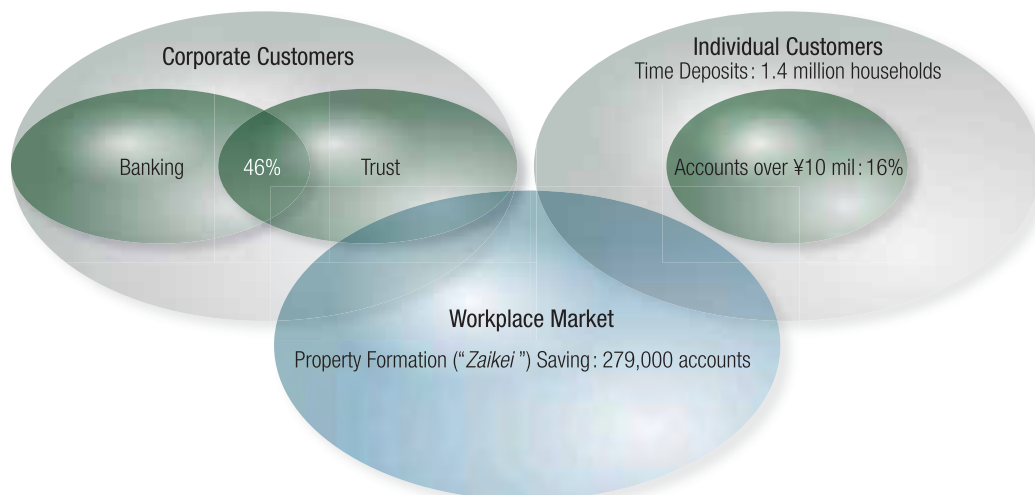 Corporate Customers
Banking
46%
Trust
Individual Customers
Time Deposits: 1.4 million households
Accounts over ¥10 mil: 16%
Workplace Market
Property Formation (“Zaikei”) Saving: 279,000 accounts